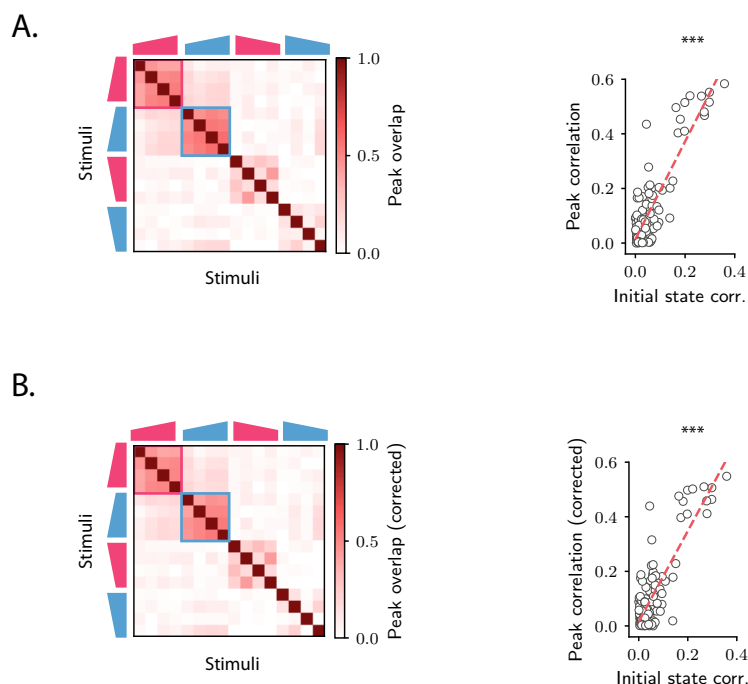 A.
Stimuli
Stimuli
1.0
0.5
0.0
Peak overlap
***
Peak correlation
0.6
0.4
0.2
0.0
0.0 0.2 0.4
Initial state corr.
B.
Stimuli
Stimuli
1.0
0.5
0.0
Peak overlap (corrected)
***
Peak correlation (corrected)
0.6
0.4
0.2
0.0
0.0 0.2 0.4
Initial state corr.